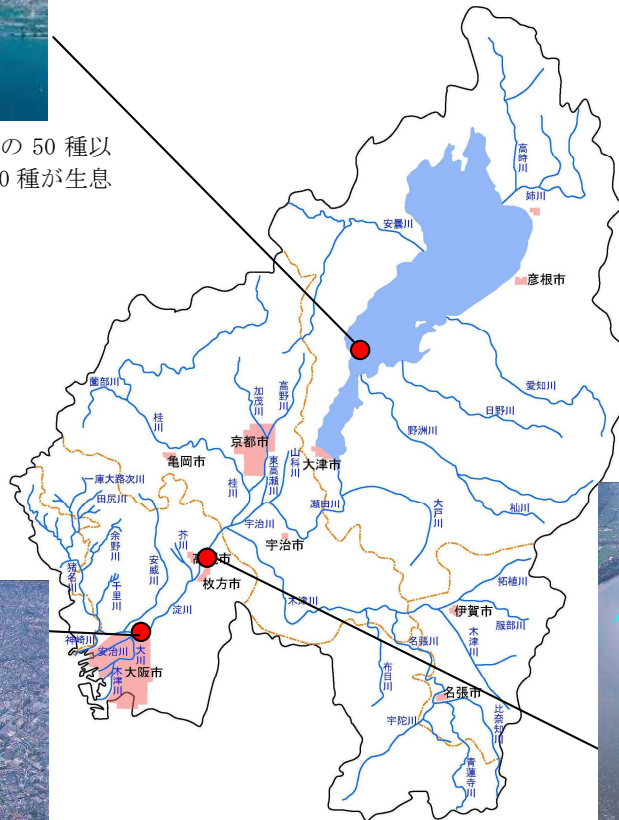 の 50 種以
0 種が生息
高時川
姉川
安曇川
彦根市
薗部川
桂川
加茂川
高野川
京都市
亀岡市
東高瀬川
山科川
大津市
愛知川
日野川
野洲川
瀬田川
大戸川
杣川
一庫大路次川
田尻川
余野川
猪名川
千里川
安威川
芥川
桂川
宇治川
宇治市
市
枚方市
淀川
木津川
拓植川
伊賀市
服部川
木津川
名張川
布目川
名張市
比奈知川
宇陀川
青蓮寺川
神崎川
安治川
大川
木津川
大阪市